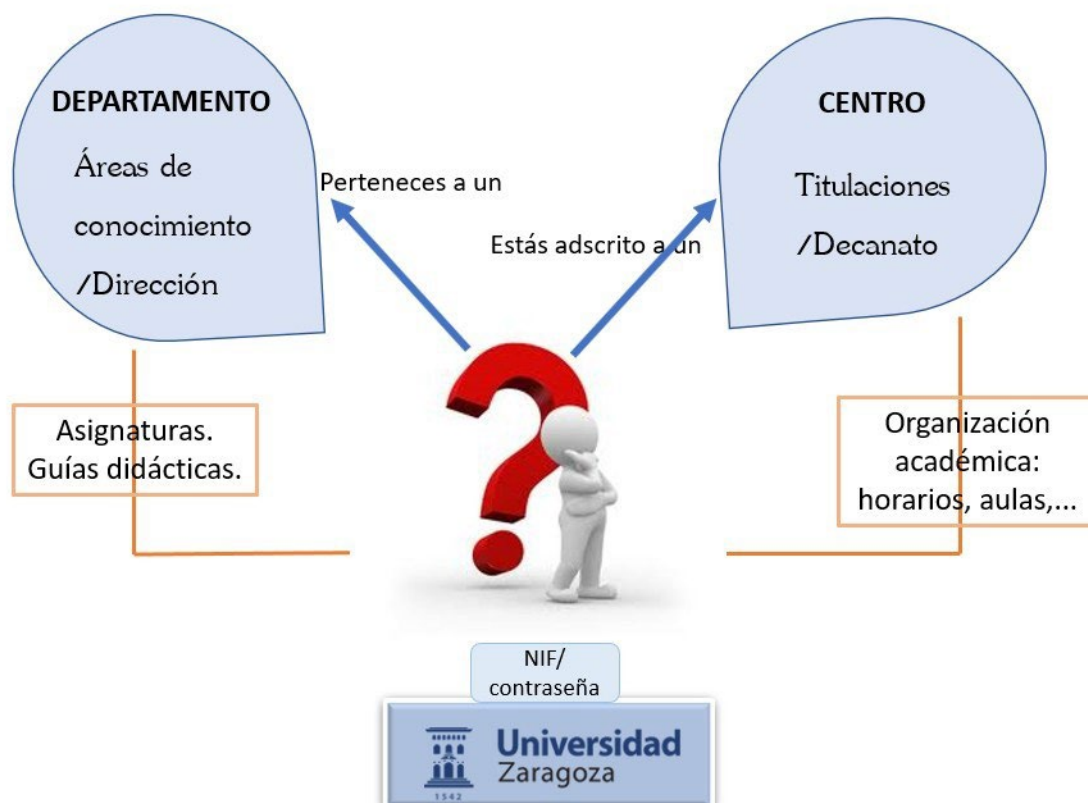 DEPARTAMENTO
Áreas de
conocimiento
/Dirección
CENTRO
Titulaciones
/Decanato
Perteneces a un
Estás adscrito a un
Asignaturas.
Guías didácticas.
Organización
académica:
horarios, aulas,...
NIF/
contraseña
Universidad
Zaragoza
1542